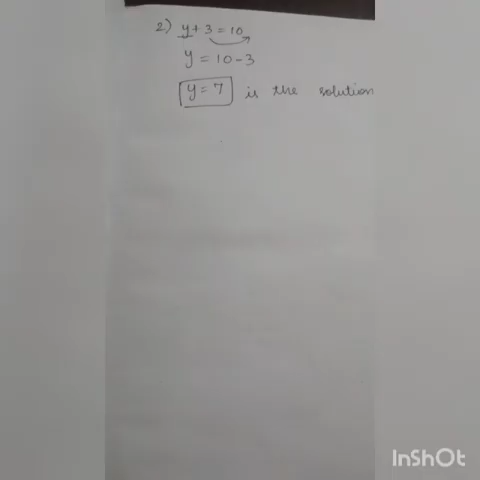 2) y + 3 = 10
y = 10 - 3
y = 7 is the solution
InShOt